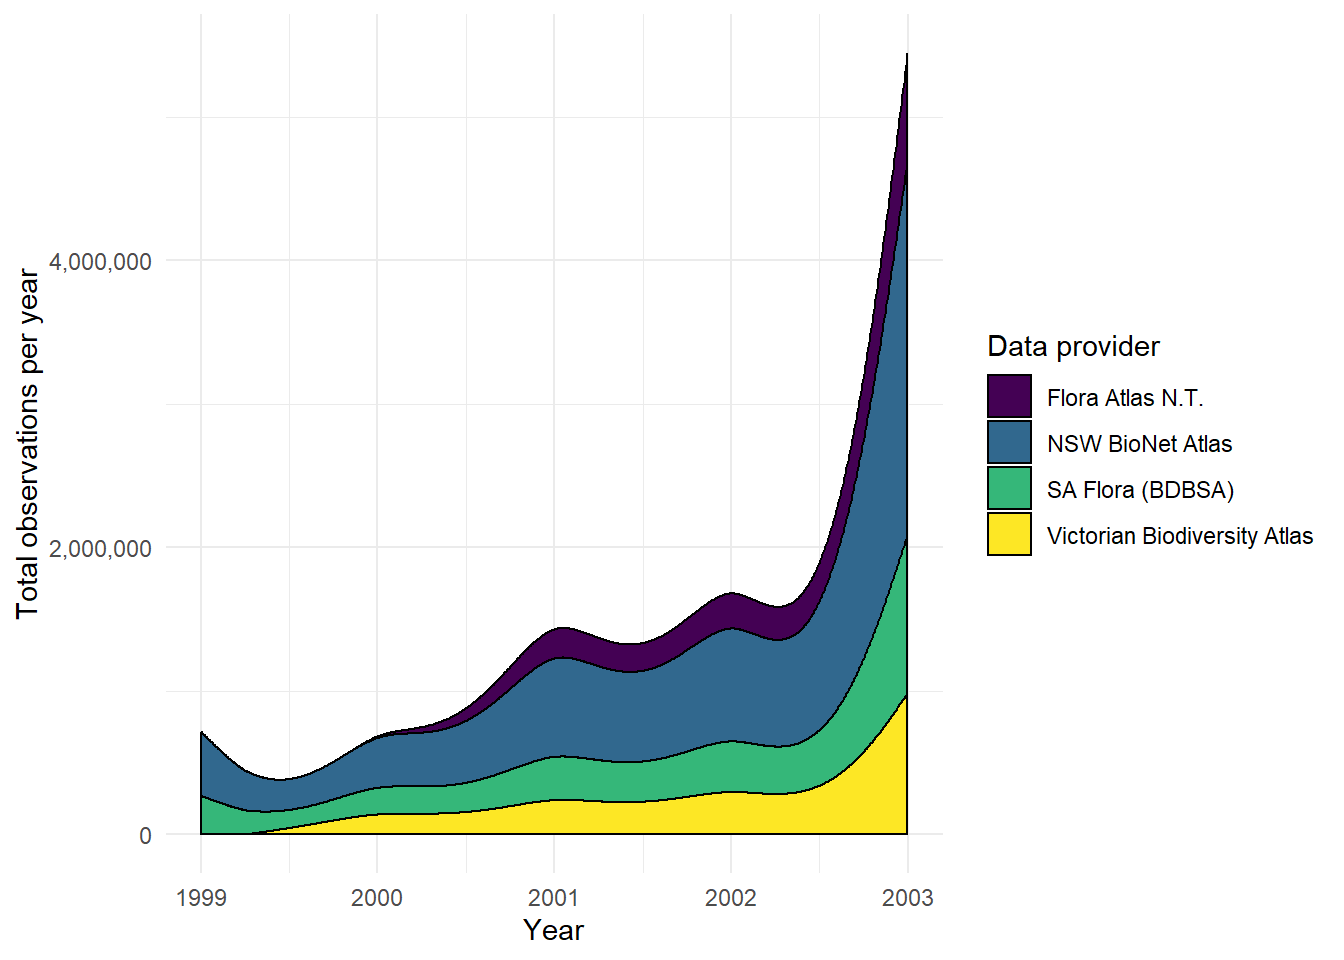 Total observations per year
4,000,000
2,000,000
0
1999 2000 2001 2002 2003
Year
Data provider
Flora Atlas N.T.
NSW BioNet Atlas
SA Flora (BDBSA)
Victorian Biodiversity Atlas